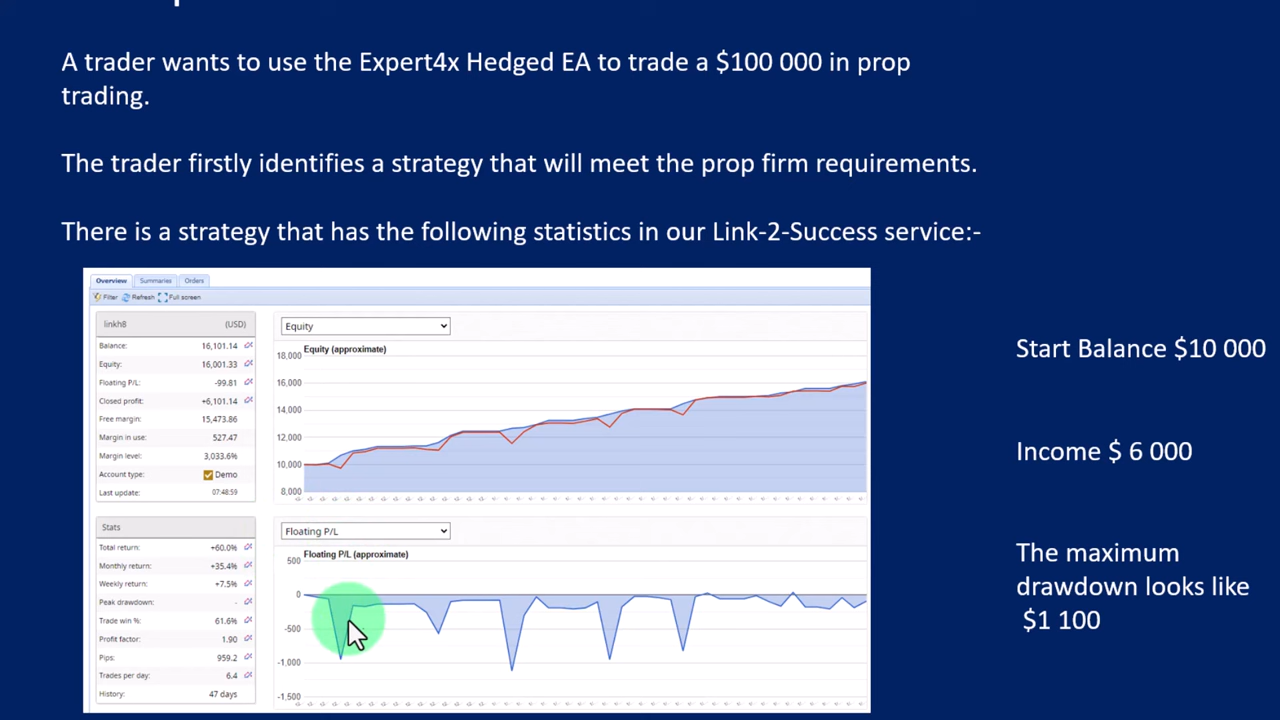 A trader wants to use the Expert4x Hedged EA to trade a $100 000 in prop
trading.
The trader firstly identifies a strategy that will meet the prop firm requirements.
There is a strategy that has the following statistics in our Link-2-Success service:-
Overview Summaries Orders
Filter Refresh Full screen
linkh8 (USD)
Balance: 16,101.14
Equity: 16,001.33
Floating P/L: -99.81
Closed profit: +6,101.14
Free margin: 15,473.86
Margin in use: 527.47
Margin level: 3,033.6%
Account type: Demo
Last update: 07:48:59
Equity
Equity (approximate)
18,000
16,000
14,000
12,000
10,000
8,000
Stats
Total return: +60.0%
Monthly return: +35.4%
Weekly return: +7.5%
Peak drawdown: -
Trade win %: 61.6%
Profit factor: 1.90
Pips: 959.2
Trades per day: 6.4
History: 47 days
Floating P/L
Floating P/L (approximate)
500
0
-500
-1,000
-1,500
Start Balance $10 000
Income $ 6 000
The maximum
drawdown looks like
$1 100